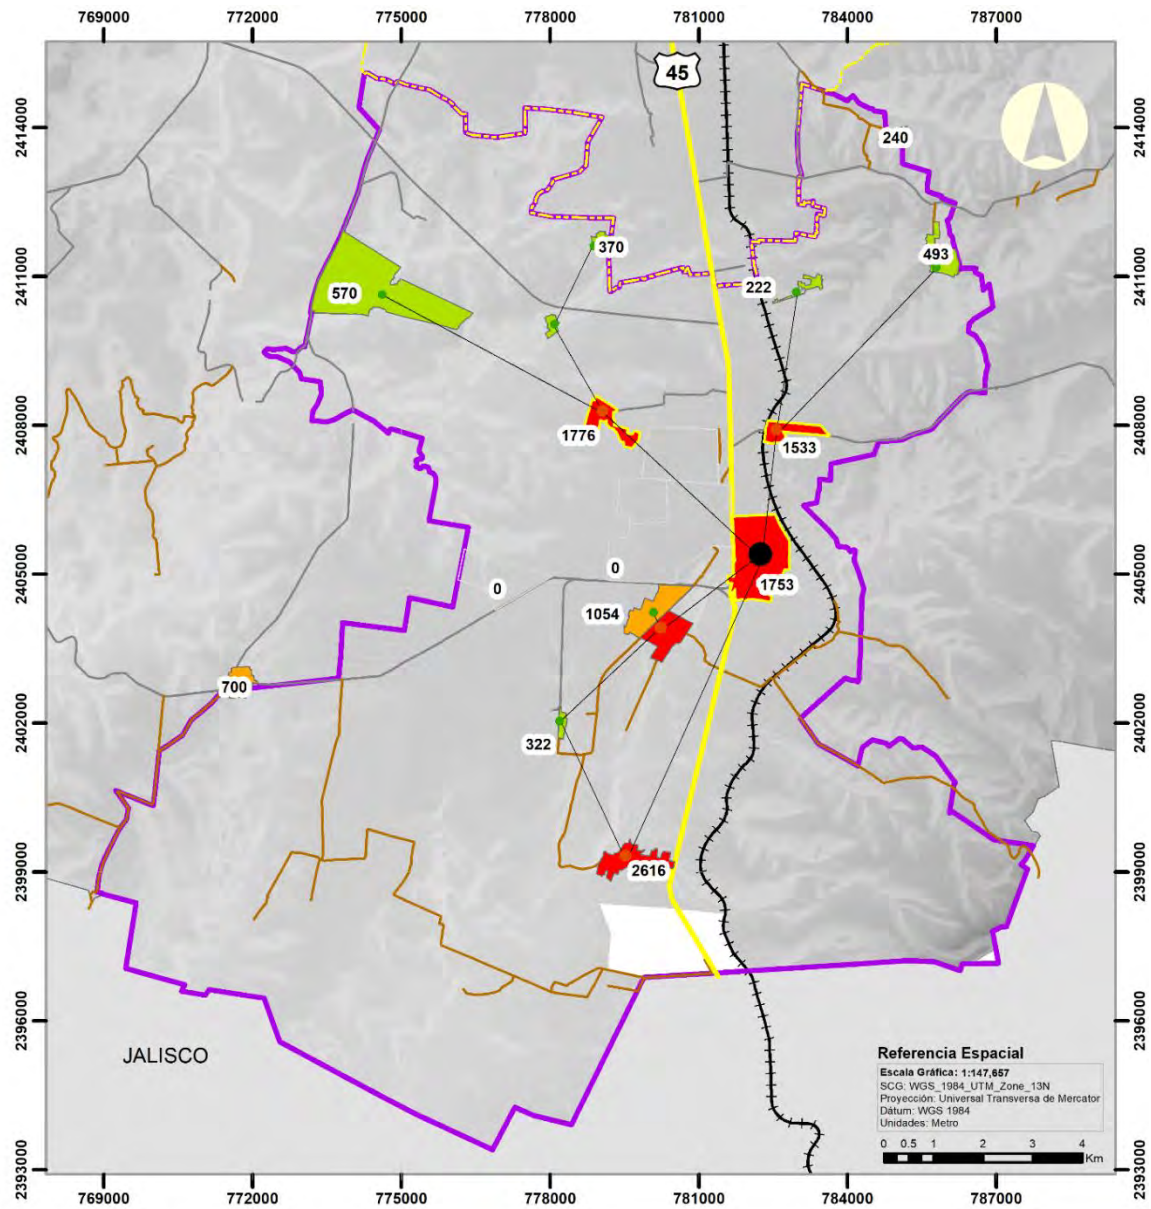 769000 772000 775000 778000 781000 784000 787000
45
2414000 2414000
240
370
493
2411000 2411000
570
222
2408000 2408000
1776
1533
2405000 2405000
0
0
1753
1054
700
2402000 2402000
322
2399000 2399000
2616
2396000 2396000
JALISCO
Referencia Espacial
Escala Gráfica: 1:147,657
SCG: WGS_1984_UTM_Zone_13N
Proyección: Universal Transversa de Mercator
Dátum: WGS 1984
Unidades: Metro
0 0.5 1 2 3 4
Km
2393000 2393000
769000 772000 775000 778000 781000 784000 787000